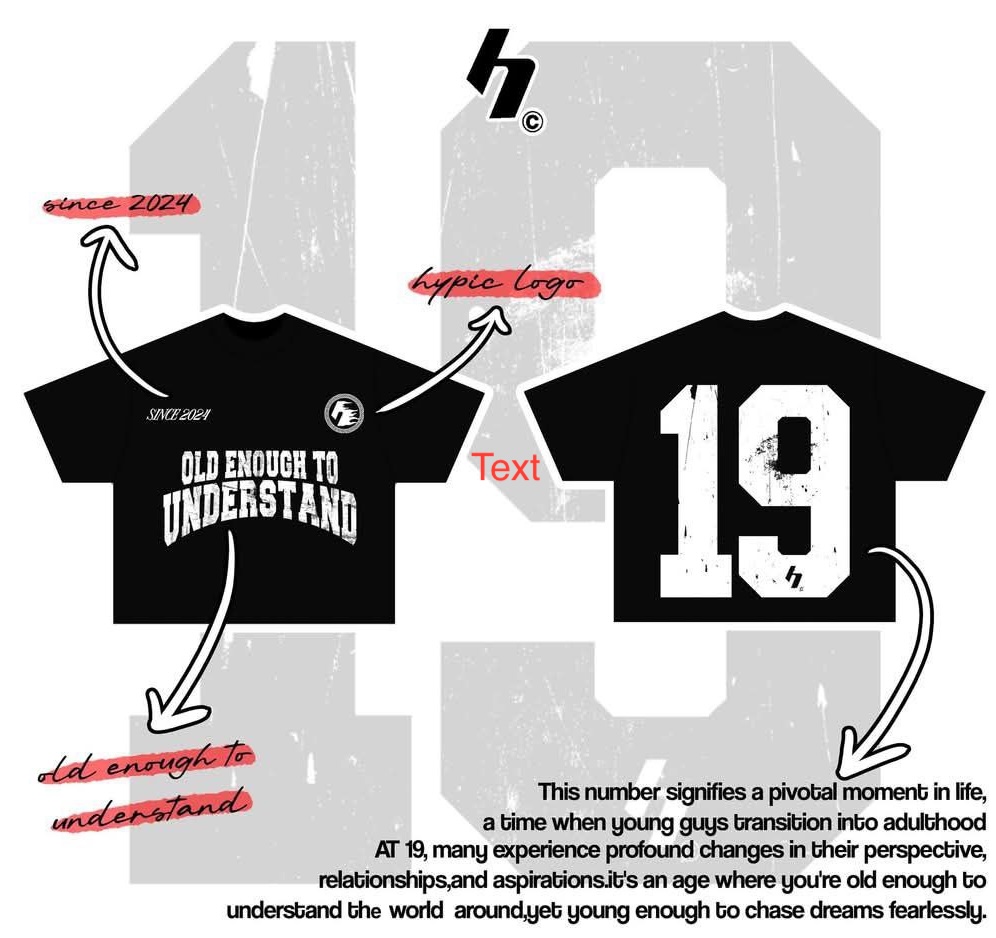 h©
since 2024
hypic logo
SINCE 2024
h
OLD ENOUGH TO
UNDERSTAND
Text
19
h
old enough to
understand
This number signifies a pivotal moment in life,
a time when young guys transition into adulthood
AT 19, many experience profound changes in their perspective,
relationships,and aspirations.it's an age where you're old enough to
understand the world around,yet young enough to chase dreams fearlessly.
19